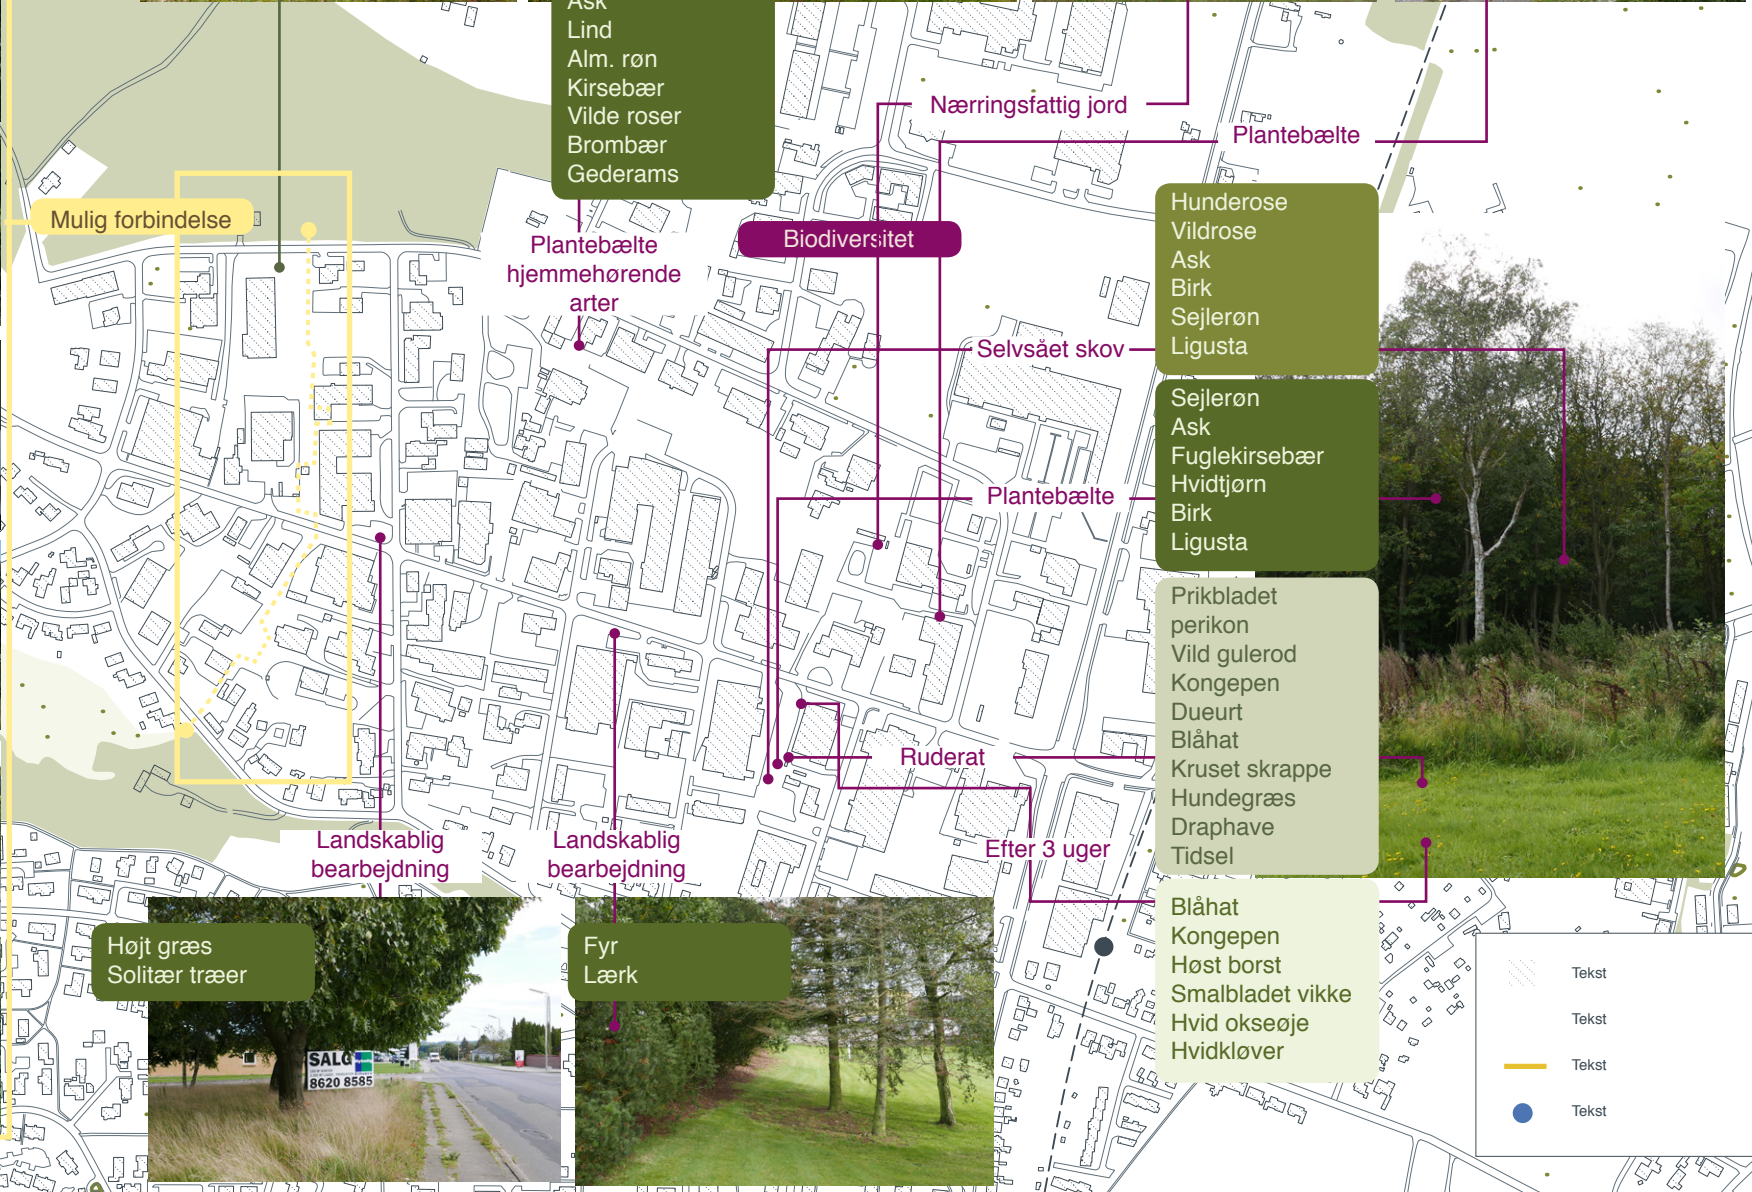 Ask
Lind
Alm. røn
Kirsebær
Vilde roser
Brombær
Gederams
Nærringsfattig jord
Plantebælte
Mulig forbindelse
Plantebælte
hjemmehørende
arter
Biodiversitet
Hunderose
Vildrose
Ask
Birk
Sejlerøn
Ligusta
Selvsået skov
Sejlerøn
Ask
Fuglekirsebær
Hvidtjørn
Birk
Ligusta
Plantebælte
Prikbladet
perikon
Vild gulerod
Kongepen
Dueurt
Blåhat
Kruset skrappe
Hundegræs
Draphave
Tidsel
Ruderat
Landskablig
bearbejdning
Landskablig
bearbejdning
Efter 3 uger
Blåhat
Kongepen
Høst borst
Smalbladet vikke
Hvid okseøje
Hvidkløver
Højt græs
Solitær træer
Fyr
Lærk
SALG
8620 8585
Tekst
Tekst
Tekst
Tekst